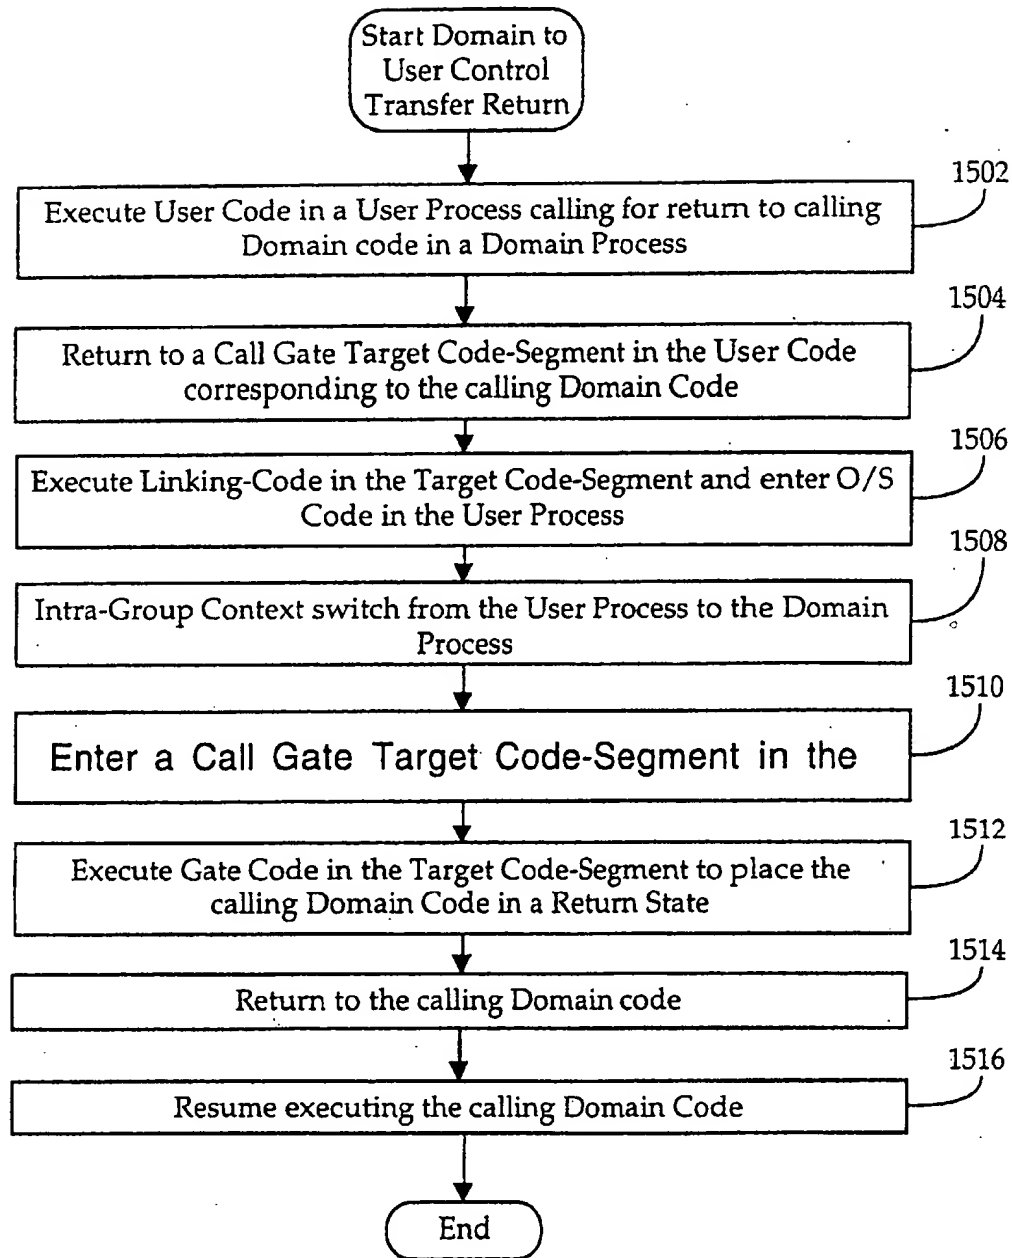 Start Domain to
User Control
Transfer Return
1502
Execute User Code in a User Process calling for return to calling
Domain code in a Domain Process
1504
Return to a Call Gate Target Code-Segment in the User Code
corresponding to the calling Domain Code
1506
Execute Linking-Code in the Target Code-Segment and enter O/S
Code in the User Process
1508
Intra-Group Context switch from the User Process to the Domain
Process
1510
Enter a Call Gate Target Code-Segment in the
1512
Execute Gate Code in the Target Code-Segment to place the
calling Domain Code in a Return State
1514
Return to the calling Domain code
1516
Resume executing the calling Domain Code
End